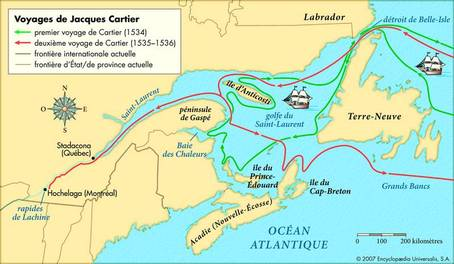 Voyages de Jacques Cartier
premier voyage de Cartier (1534)
deuxième voyage de Cartier (1535–1536)
frontière internationale actuelle
frontière d'État/de province actuelle
Labrador
détroit de Belle-Isle
île d'Anticosti
golfe du
Saint-Laurent
Terre-Neuve
Saint-Laurent
péninsule
de Gaspé
Stadacona
(Québec)
Baie
des Chaleurs
Hochelaga (Montréal)
rapides
de Lachine
île du
Prince-
Édouard
île du
Cap-Breton
Grands Bancs
Acadie (Nouvelle-Écosse)
OCÉAN
ATLANTIQUE
0 100 200 kilomètres
© 2007 Encyclopædia Universalis, S.A.